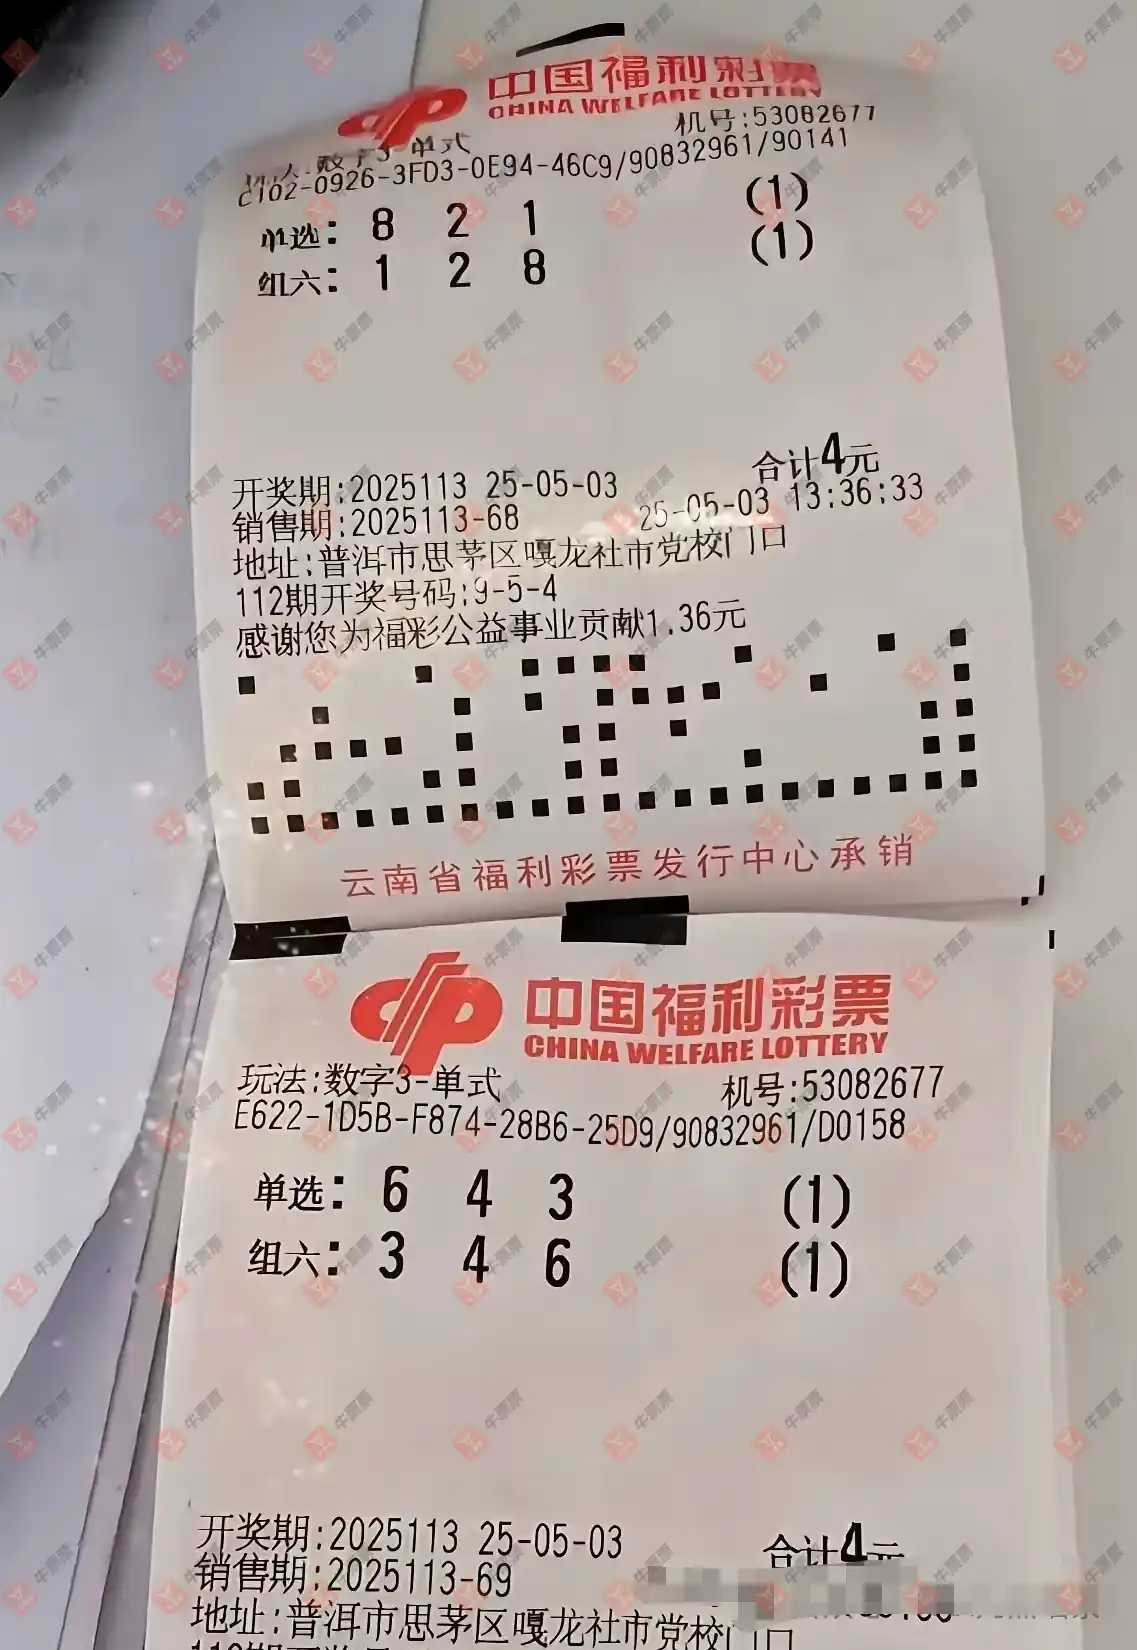 中国福利彩票
CHINA WELFARE LOTTERY
数字3-单式 机号:53082677
C102-0926-3FD3-0E94-46C9/90832961/90141
单选: 8 2 1 (1)
组六: 1 2 8 (1)
合计4元
开奖期:2025113 25-05-03
销售期:2025113-68 25-05-03 13:36:33
地址:普洱市思茅区嘎龙社市党校门口
112期开奖号码:9-5-4
感谢您为福彩公益事业贡献1.36元
云南省福利彩票发行中心承销
中国福利彩票
CHINA WELFARE LOTTERY
玩法:数字3-单式 机号:53082677
E622-1D5B-F874-28B6-25D9/90832961/D0158
单选: 6 4 3 (1)
组六: 3 4 6 (1)
开奖期:2025113 25-05-03 合计4元
销售期:2025113-69
地址:普洱市思茅区嘎龙社市党校门口
牛票票